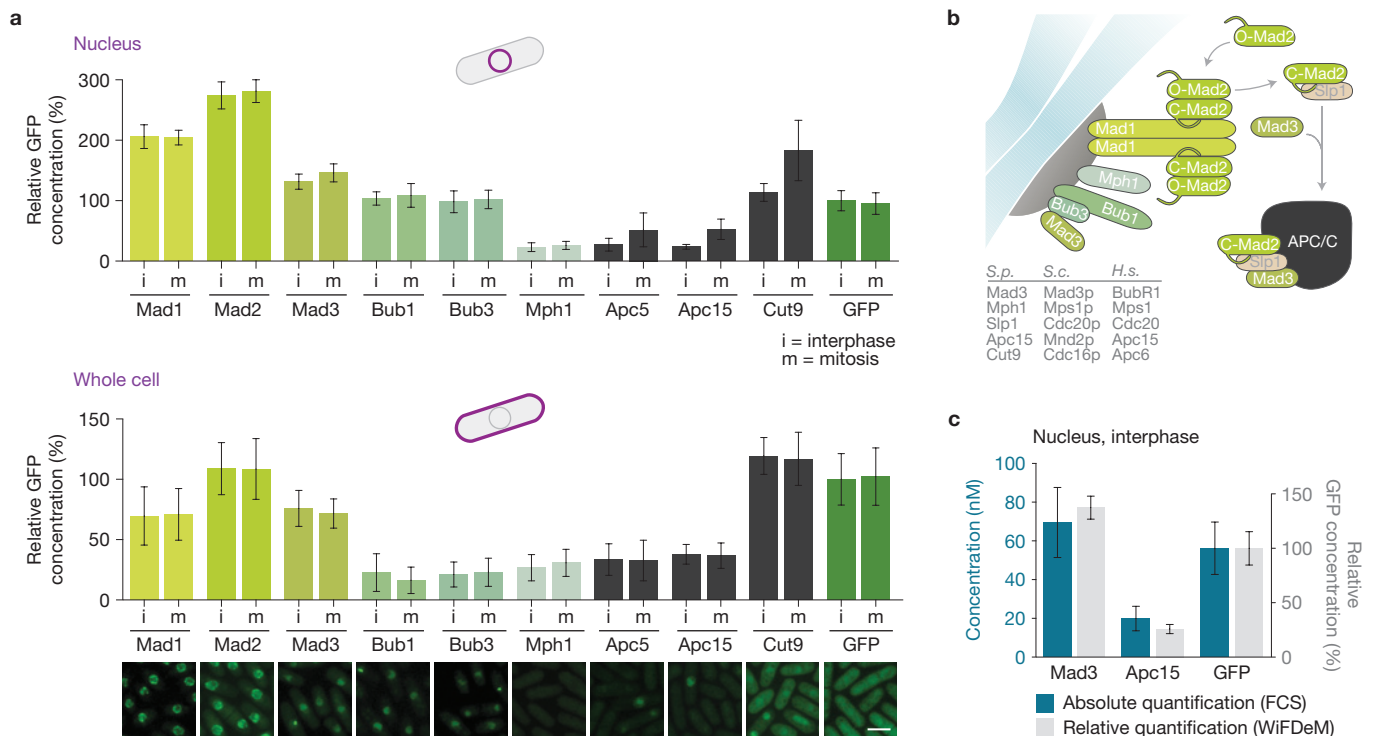 a
Nucleus
Relative GFP
concentration (%)
300
200
100
0
i m i m i m i m i m i m i m i m i m i m
Mad1 Mad2 Mad3 Bub1 Bub3 Mph1 Apc5 Apc15 Cut9 GFP
i = interphase
m = mitosis
Whole cell
Relative GFP
concentration (%)
150
100
50
0
i m i m i m i m i m i m i m i m i m i m
Mad1 Mad2 Mad3 Bub1 Bub3 Mph1 Apc5 Apc15 Cut9 GFP
b
O-Mad2
O-Mad2
C-Mad2
C-Mad2
Slp1
Mad1
Mad1
Mad3
C-Mad2
O-Mad2
Mph1
Bub1
Bub3
Mad3
APC/C
C-Mad2
Slp1
Mad3
S.p. S.c. H.s.
Mad3 Mad3p BubR1
Mph1 Mps1p Mps1
Slp1 Cdc20p Cdc20
Apc15 Mnd2p Apc15
Cut9 Cdc16p Apc6
c
Nucleus, interphase
Concentration (nM)
100
80
60
40
20
0
150
100
50
0
Relative
GFP concentration (%)
Mad3 Apc15 GFP
Absolute quantification (FCS)
Relative quantification (WiFDeM)